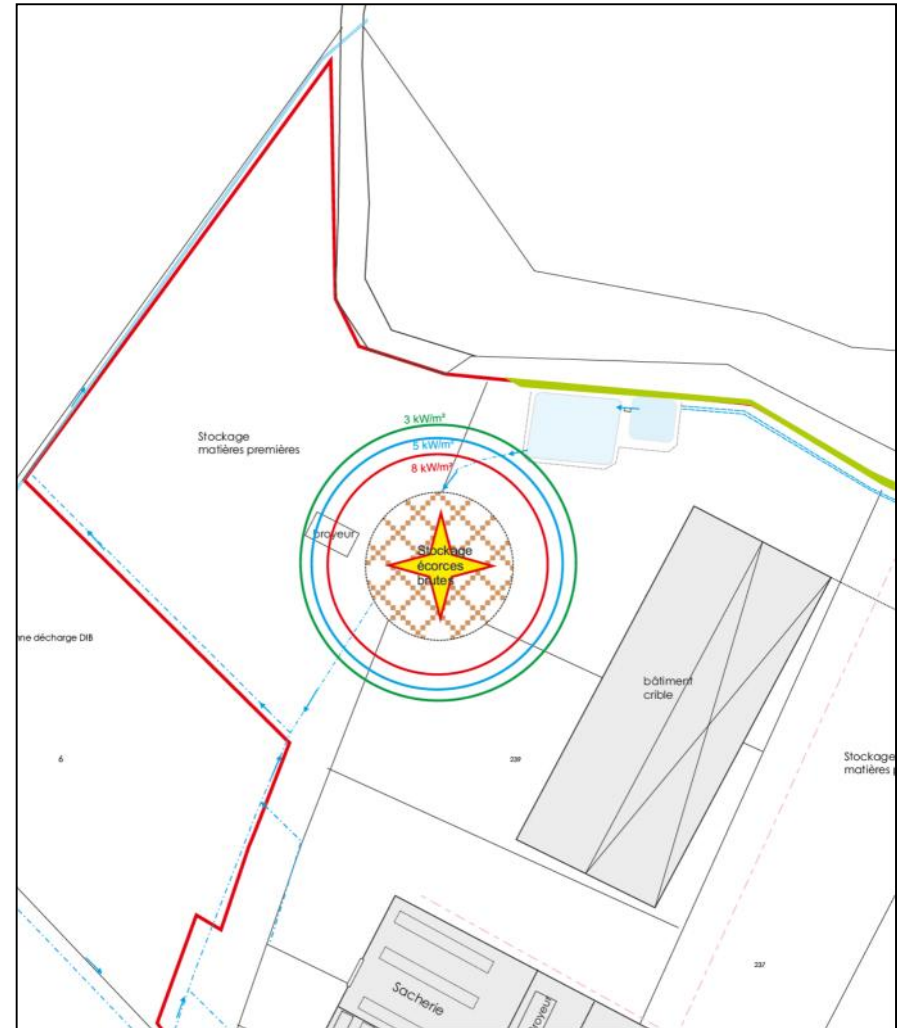 3 kW/m²
5 kW/m²
8 kW/m²
Stockage
matières premières
broyeur
Stockage
écorces
brutes
ne décharge DIB
bâtiment
crible
6
239
Stockage
matières p
237
Sacherie
broyeur